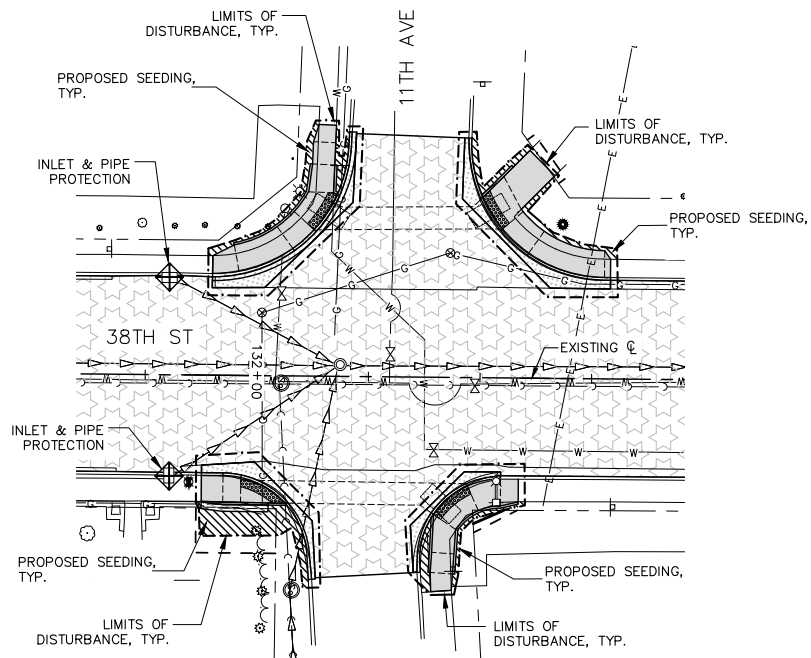 LIMITS OF
DISTURBANCE, TYP.
11TH AVE
PROPOSED SEEDING,
TYP.
LIMITS OF
DISTURBANCE, TYP.
INLET & PIPE
PROTECTION
PROPOSED SEEDING,
TYP.
38TH ST
EXISTING ℄
132+00
INLET & PIPE
PROTECTION
PROPOSED SEEDING,
TYP.
PROPOSED SEEDING,
TYP.
LIMITS OF
DISTURBANCE, TYP.
LIMITS OF
DISTURBANCE, TYP.